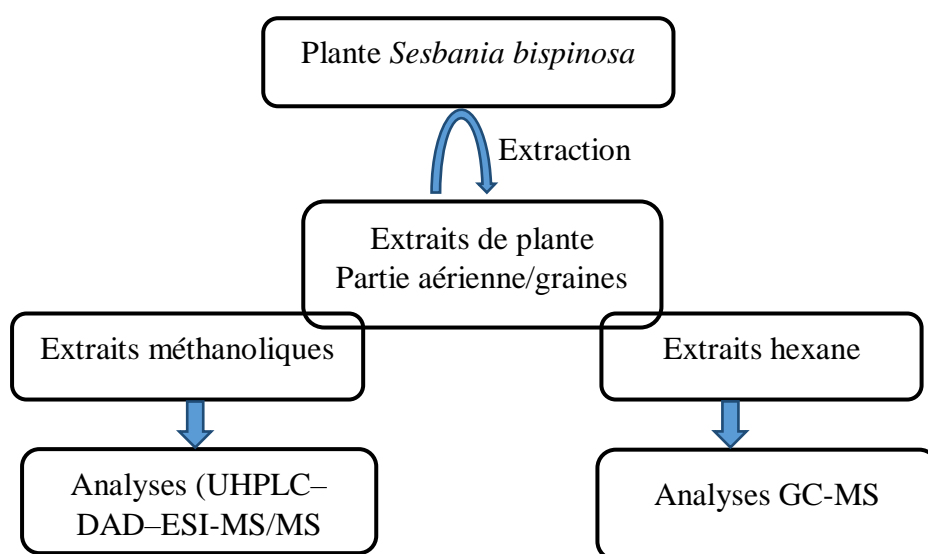 Plante Sesbania bispinosa
Extraction
Extraits de plante
Partie aérienne/graines
Extraits méthanoliques
Extraits hexane
Analyses (UHPLC–
DAD–ESI-MS/MS
Analyses GC-MS